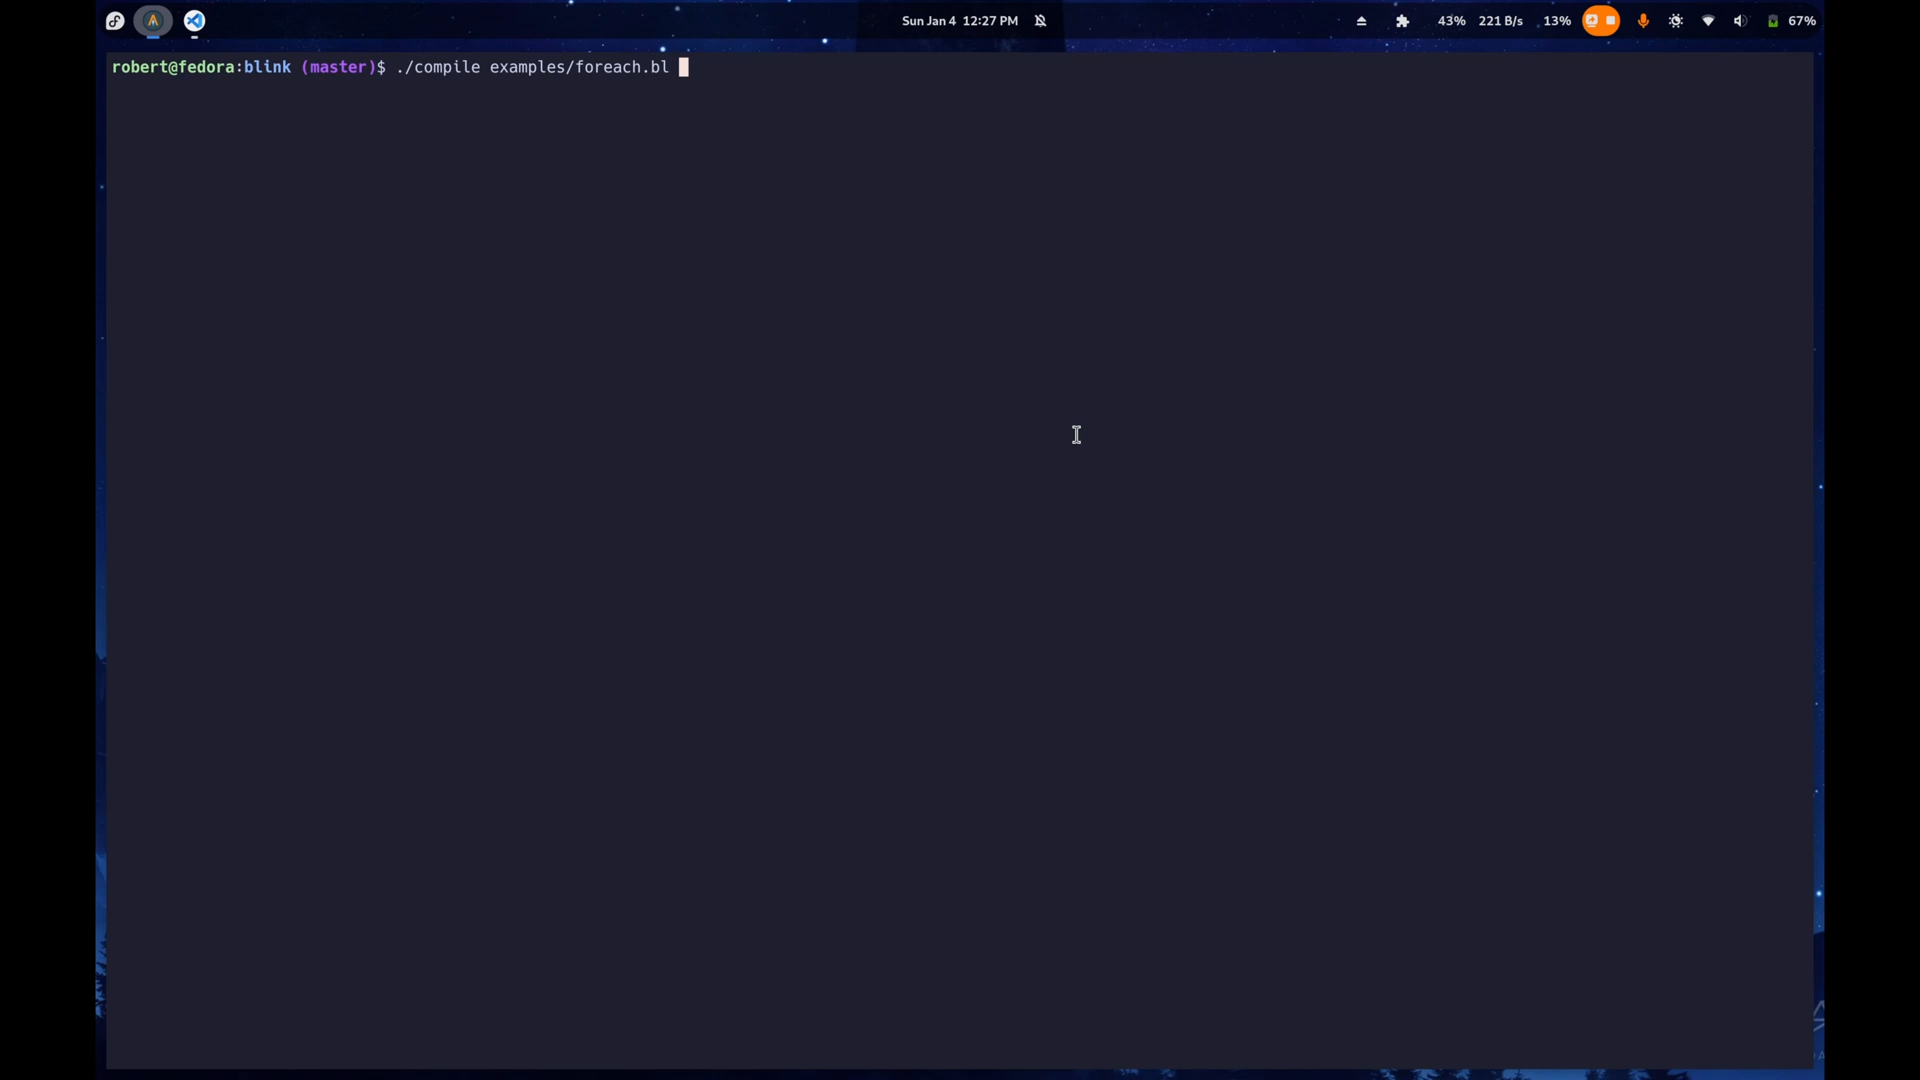 Sun Jan 4 12:27 PM
43% 221 B/s 13% 67%
robert@fedora:blink (master)$ ./compile examples/foreach.bl